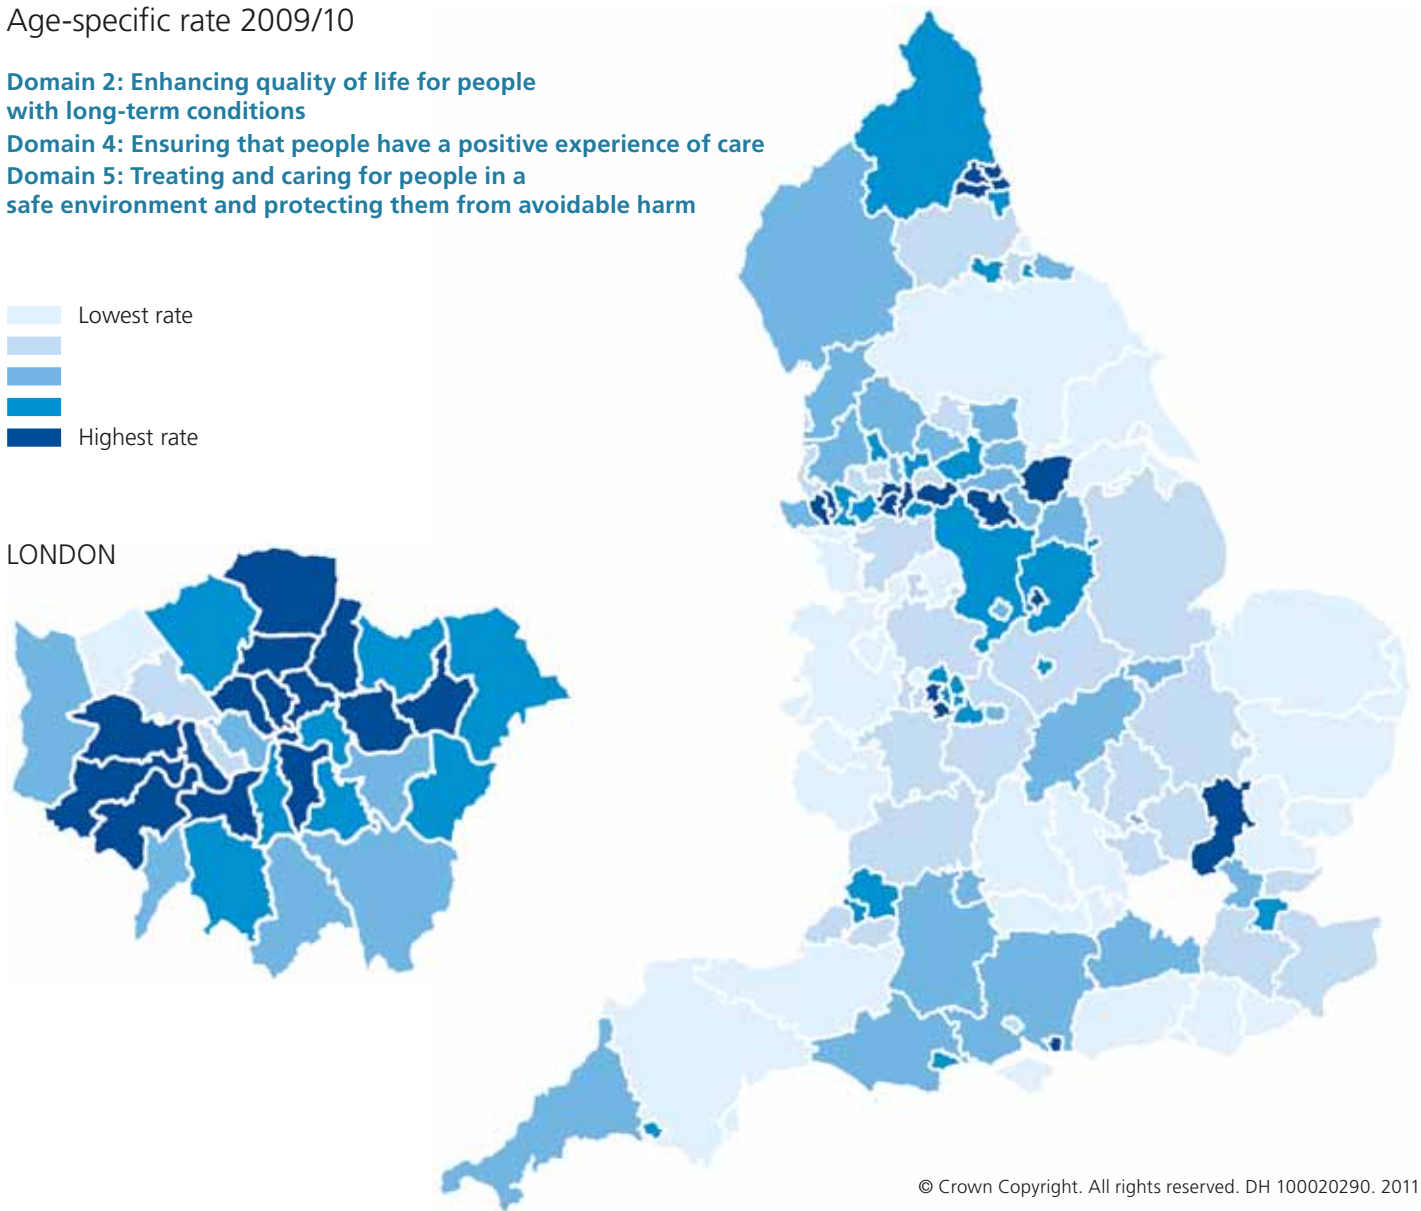 Age-specific rate 2009/10
Domain 2: Enhancing quality of life for people
with long-term conditions
Domain 4: Ensuring that people have a positive experience of care
Domain 5: Treating and caring for people in a
safe environment and protecting them from avoidable harm
Lowest rate
Highest rate
LONDON
© Crown Copyright. All rights reserved. DH 100020290. 2011